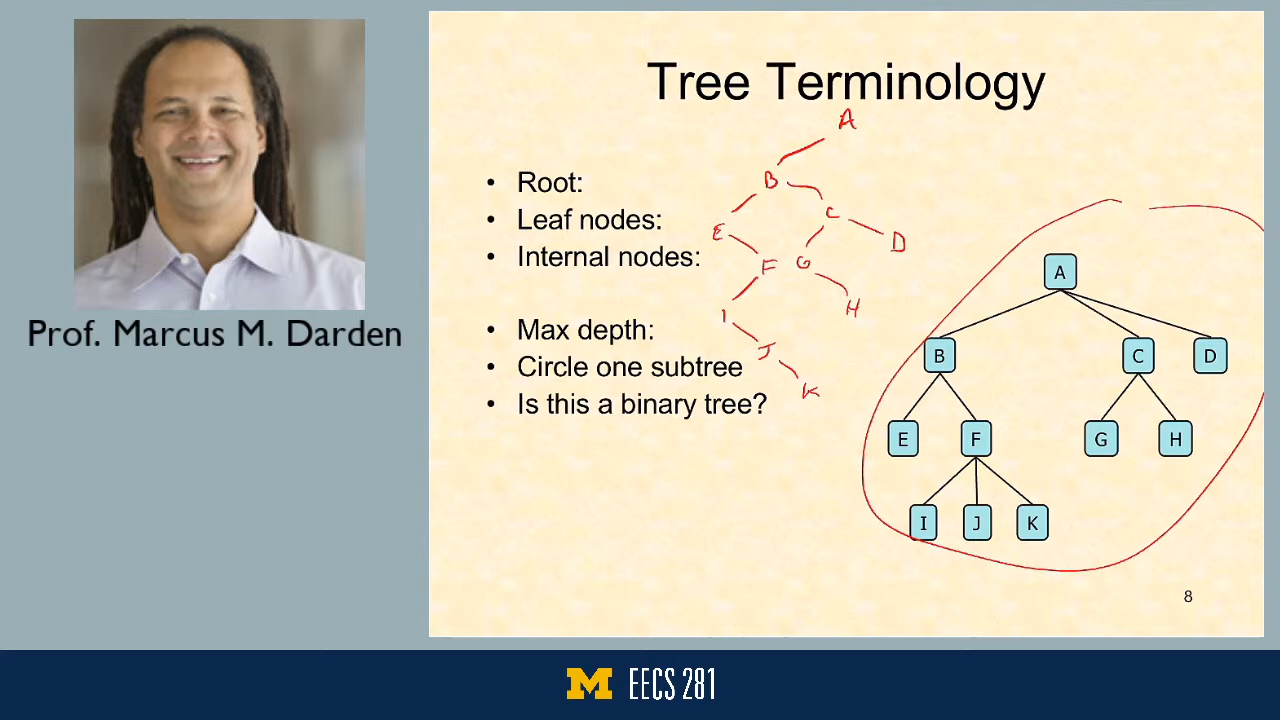 Prof. Marcus M. Darden
Tree Terminology
A
• Root:
B
• Leaf nodes:
C
E
D
• Internal nodes:
F G
H
I
• Max depth:
J
• Circle one subtree
K
• Is this a binary tree?
A
B C D
E F G H
I J K
8
M EECS 281